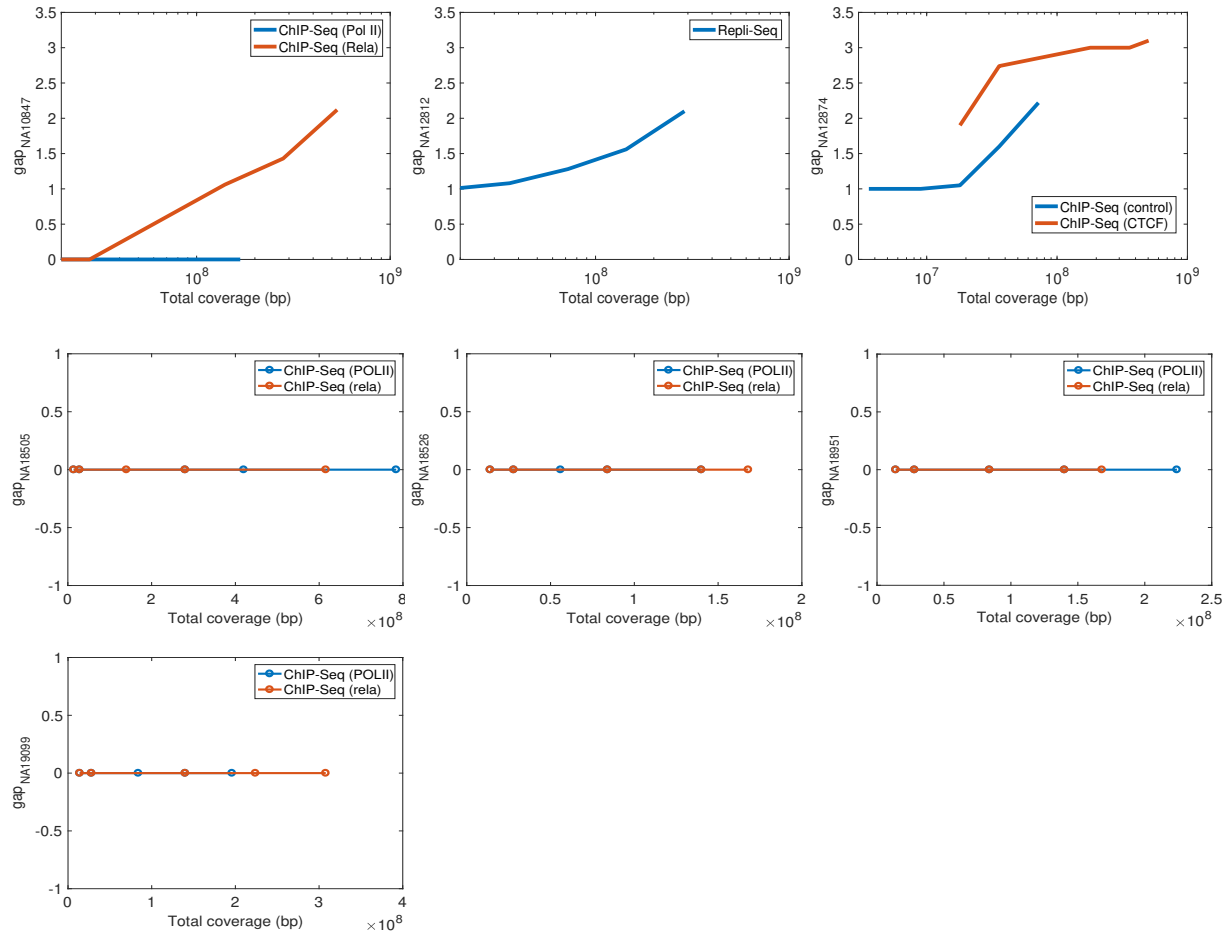 gap_NA10847
3.5
3
2.5
2
1.5
1
0.5
0
ChIP-Seq (Pol II)
ChIP-Seq (Rela)
10^8
10^9
Total coverage (bp)
gap_NA12812
3.5
3
2.5
2
1.5
1
0.5
0
Repli-Seq
10^8
10^9
Total coverage (bp)
gap_NA12874
3.5
3
2.5
2
1.5
1
0.5
0
ChIP-Seq (control)
ChIP-Seq (CTCF)
10^7
10^8
10^9
Total coverage (bp)
gap_NA18505
1
0.5
0
-0.5
-1
ChIP-Seq (POLII)
ChIP-Seq (rela)
0 2 4 6 8
Total coverage (bp)
×10^8
gap_NA18526
1
0.5
0
-0.5
-1
ChIP-Seq (POLII)
ChIP-Seq (rela)
0 0.5 1 1.5 2
Total coverage (bp)
×10^8
gap_NA18951
1
0.5
0
-0.5
-1
ChIP-Seq (POLII)
ChIP-Seq (rela)
0 0.5 1 1.5 2 2.5
Total coverage (bp)
×10^8
gap_NA19099
1
0.5
0
-0.5
-1
ChIP-Seq (POLII)
ChIP-Seq (rela)
0 1 2 3 4
Total coverage (bp)
×10^8